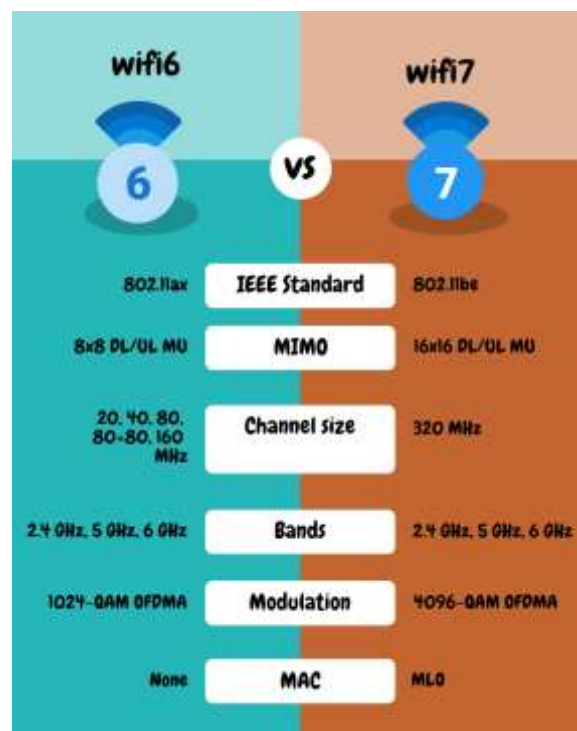 wifi6
wifi7
6
VS
7
802.11ax
IEEE Standard
802.11be
8x8 DL/UL MU
MIMO
16x16 DL/UL MU
20, 40, 80,
80+80, 160
MHz
Channel size
320 MHz
2.4 GHz, 5 GHz, 6 GHz
Bands
2.4 GHz, 5 GHz, 6 GHz
1024-QAM OFDMA
Modulation
4096-QAM OFDMA
None
MAC
MLO